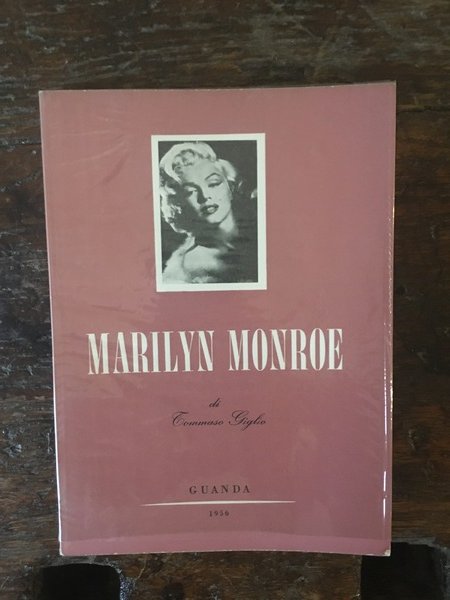 MARILYN MONROE
di
Tommaso Giglio
GUANDA
1956